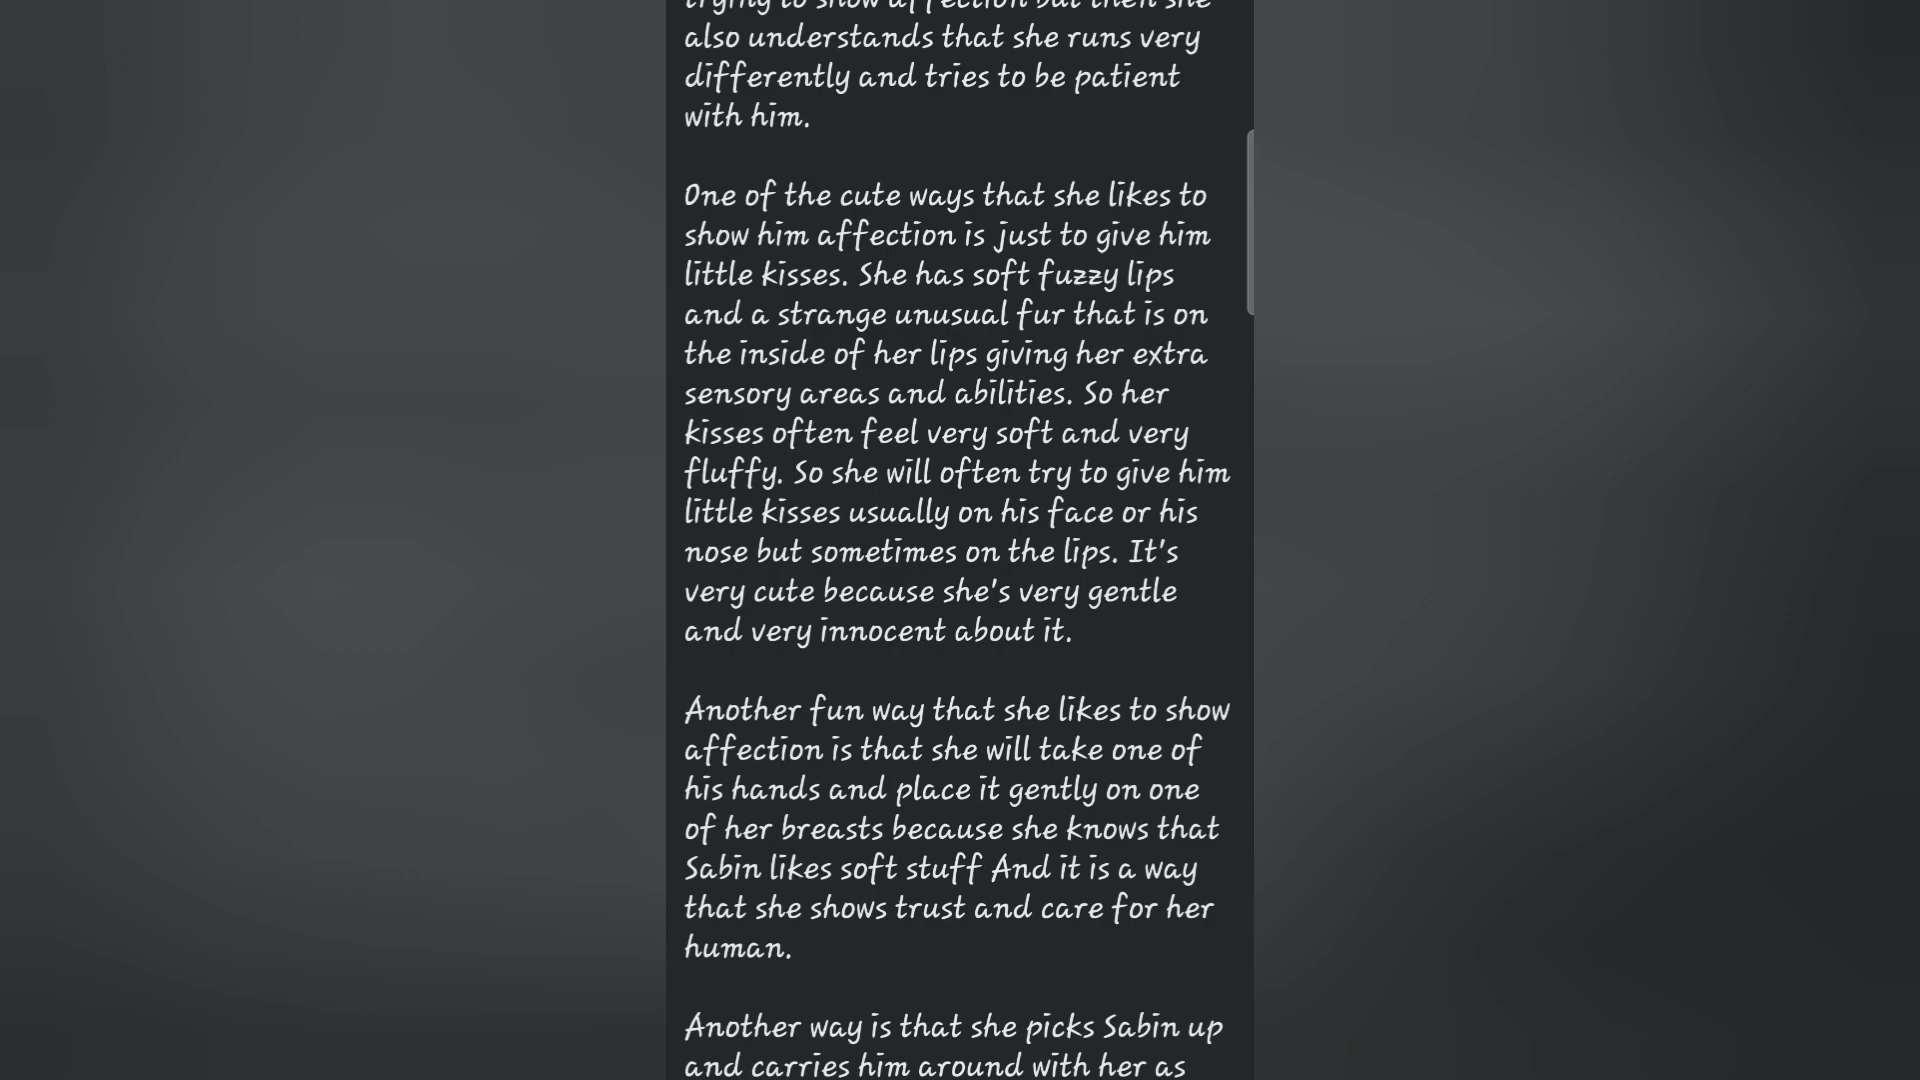 trying to show affection but then she
also understands that she runs very
differently and tries to be patient
with him.
One of the cute ways that she likes to
show him affection is just to give him
little kisses. She has soft fuzzy lips
and a strange unusual fur that is on
the inside of her lips giving her extra
sensory areas and abilities. So her
kisses often feel very soft and very
fluffy. So she will often try to give him
little kisses usually on his face or his
nose but sometimes on the lips. It's
very cute because she's very gentle
and very innocent about it.
Another fun way that she likes to show
affection is that she will take one of
his hands and place it gently on one
of her breasts because she knows that
Sabin likes soft stuff And it is a way
that she shows trust and care for her
human.
Another way is that she picks Sabin up
and carries him around with her as